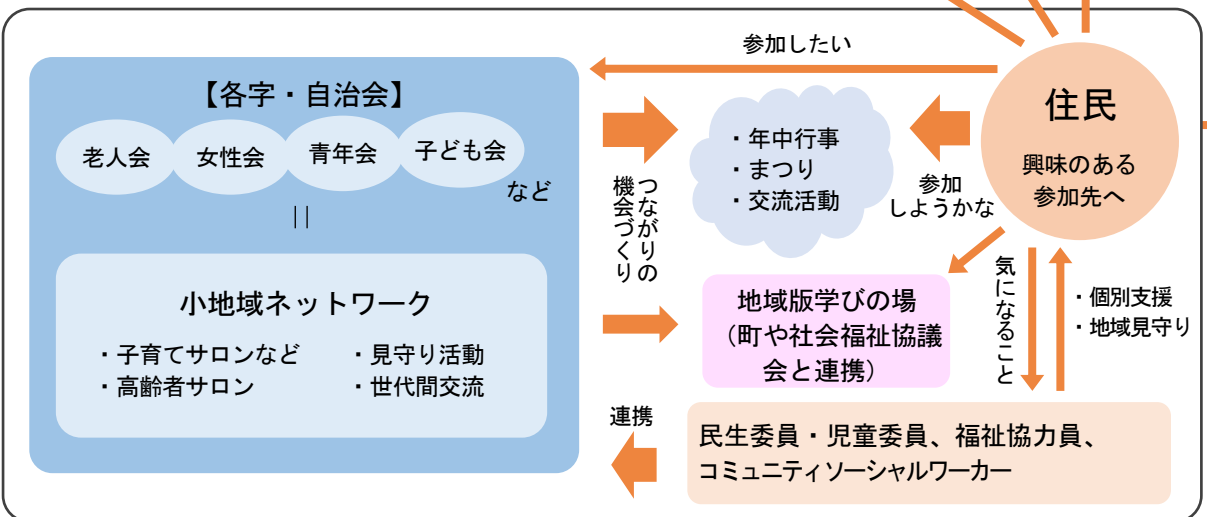 【各字・自治会】
老人会
女性会
青年会
子ども会
など
||
小地域ネットワーク
・子育てサロンなど
・見守り活動
・高齢者サロン
・世代間交流
参加したい
つながりの
機会づくり
・年中行事
・まつり
・交流活動
住民
興味のある
参加先へ
参加
しようかな
地域版学びの場
（町や社会福祉協議
会と連携）
気になること
・個別支援
・地域見守り
連携
民生委員・児童委員、福祉協力員、
コミュニティソーシャルワーカー